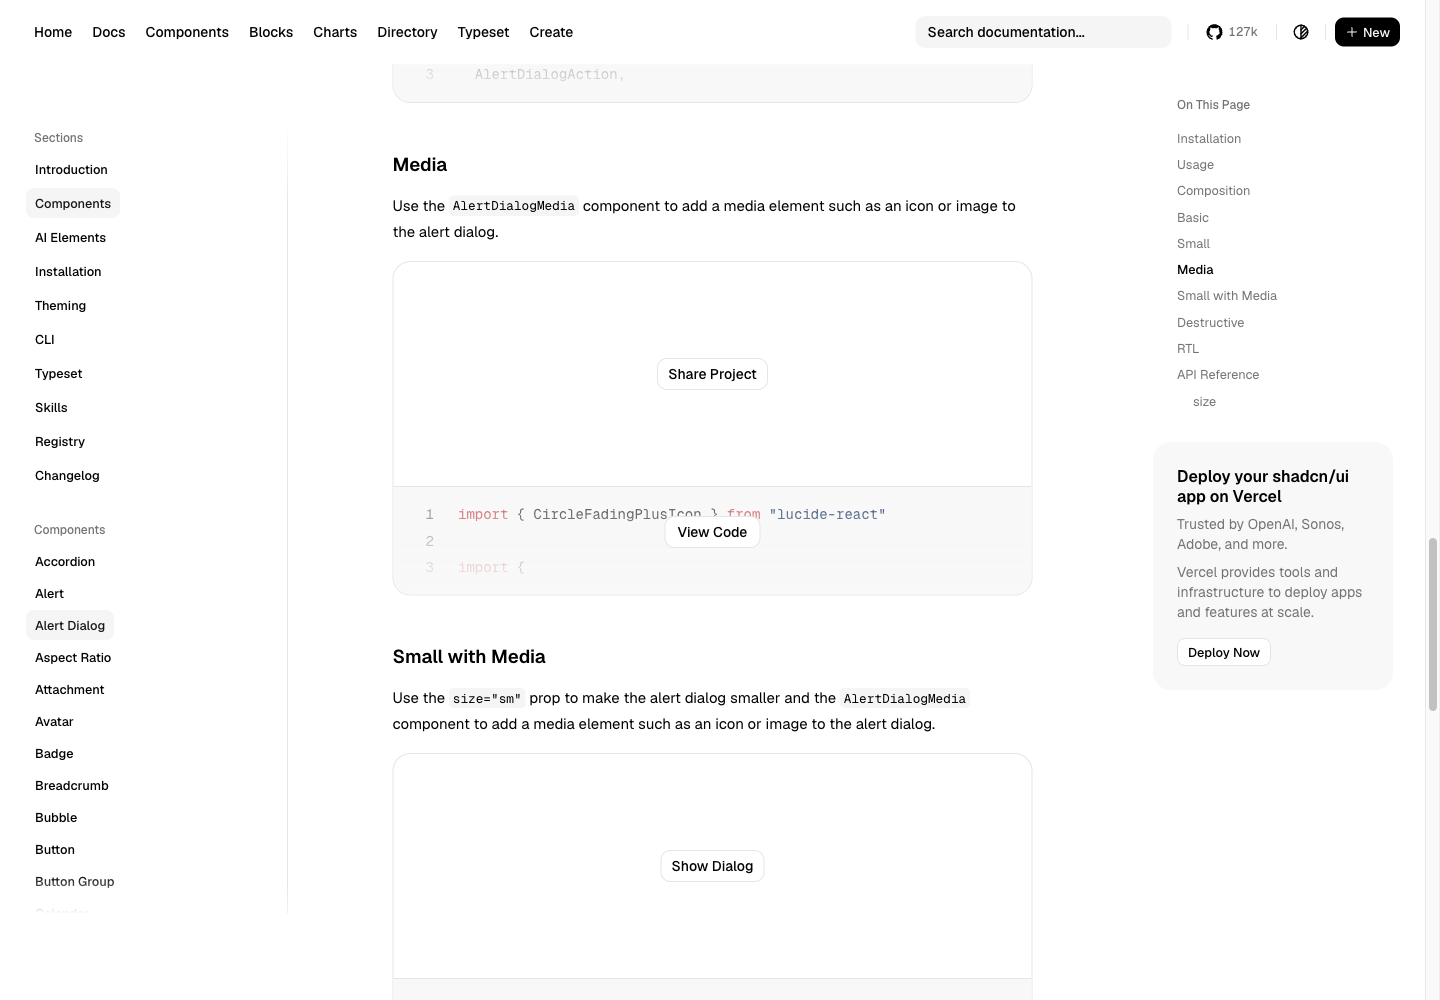 Home Docs Components Blocks Charts Directory Typeset Create
Search documentation...
127k
New
Sections
Introduction
Components
AI Elements
Installation
Theming
CLI
Typeset
Skills
Registry
Changelog
Components
Accordion
Alert
Alert Dialog
Aspect Ratio
Attachment
Avatar
Badge
Breadcrumb
Bubble
Button
Button Group
3 AlertDialogAction,
Media
Use the AlertDialogMedia component to add a media element such as an icon or image to
the alert dialog.
Share Project
1 import { CircleFadingPlusIcon } from "lucide-react"
View Code
2
3 import {
Small with Media
Use the size="sm" prop to make the alert dialog smaller and the AlertDialogMedia
component to add a media element such as an icon or image to the alert dialog.
Show Dialog
On This Page
Installation
Usage
Composition
Basic
Small
Media
Small with Media
Destructive
RTL
API Reference
size
Deploy your shadcn/ui
app on Vercel
Trusted by OpenAI, Sonos,
Adobe, and more.
Vercel provides tools and
infrastructure to deploy apps
and features at scale.
Deploy Now